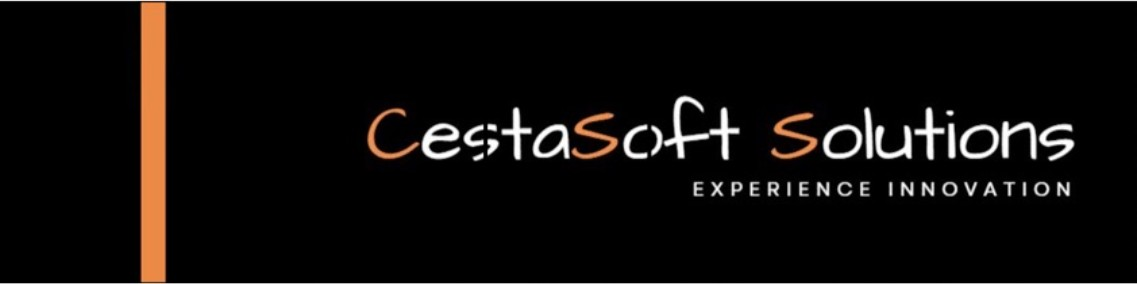 CestaSoft Solutions
EXPERIENCE INNOVATION